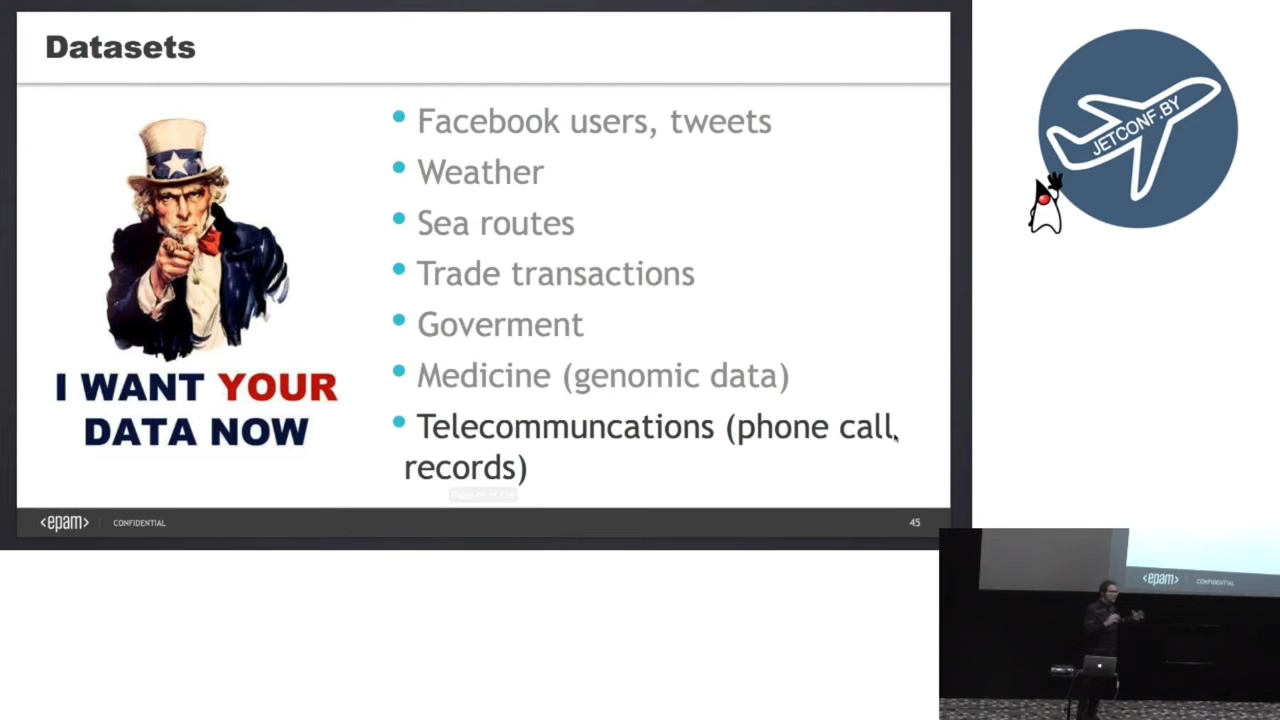 Datasets
• Facebook users, tweets
• Weather
• Sea routes
• Trade transactions
• Goverment
• Medicine (genomic data)
• Telecommuncations (phone call,
records)
I WANT YOUR
DATA NOW
<epam> CONFIDENTIAL
45
JETCONF.BY
<epam> CONFIDENTIAL